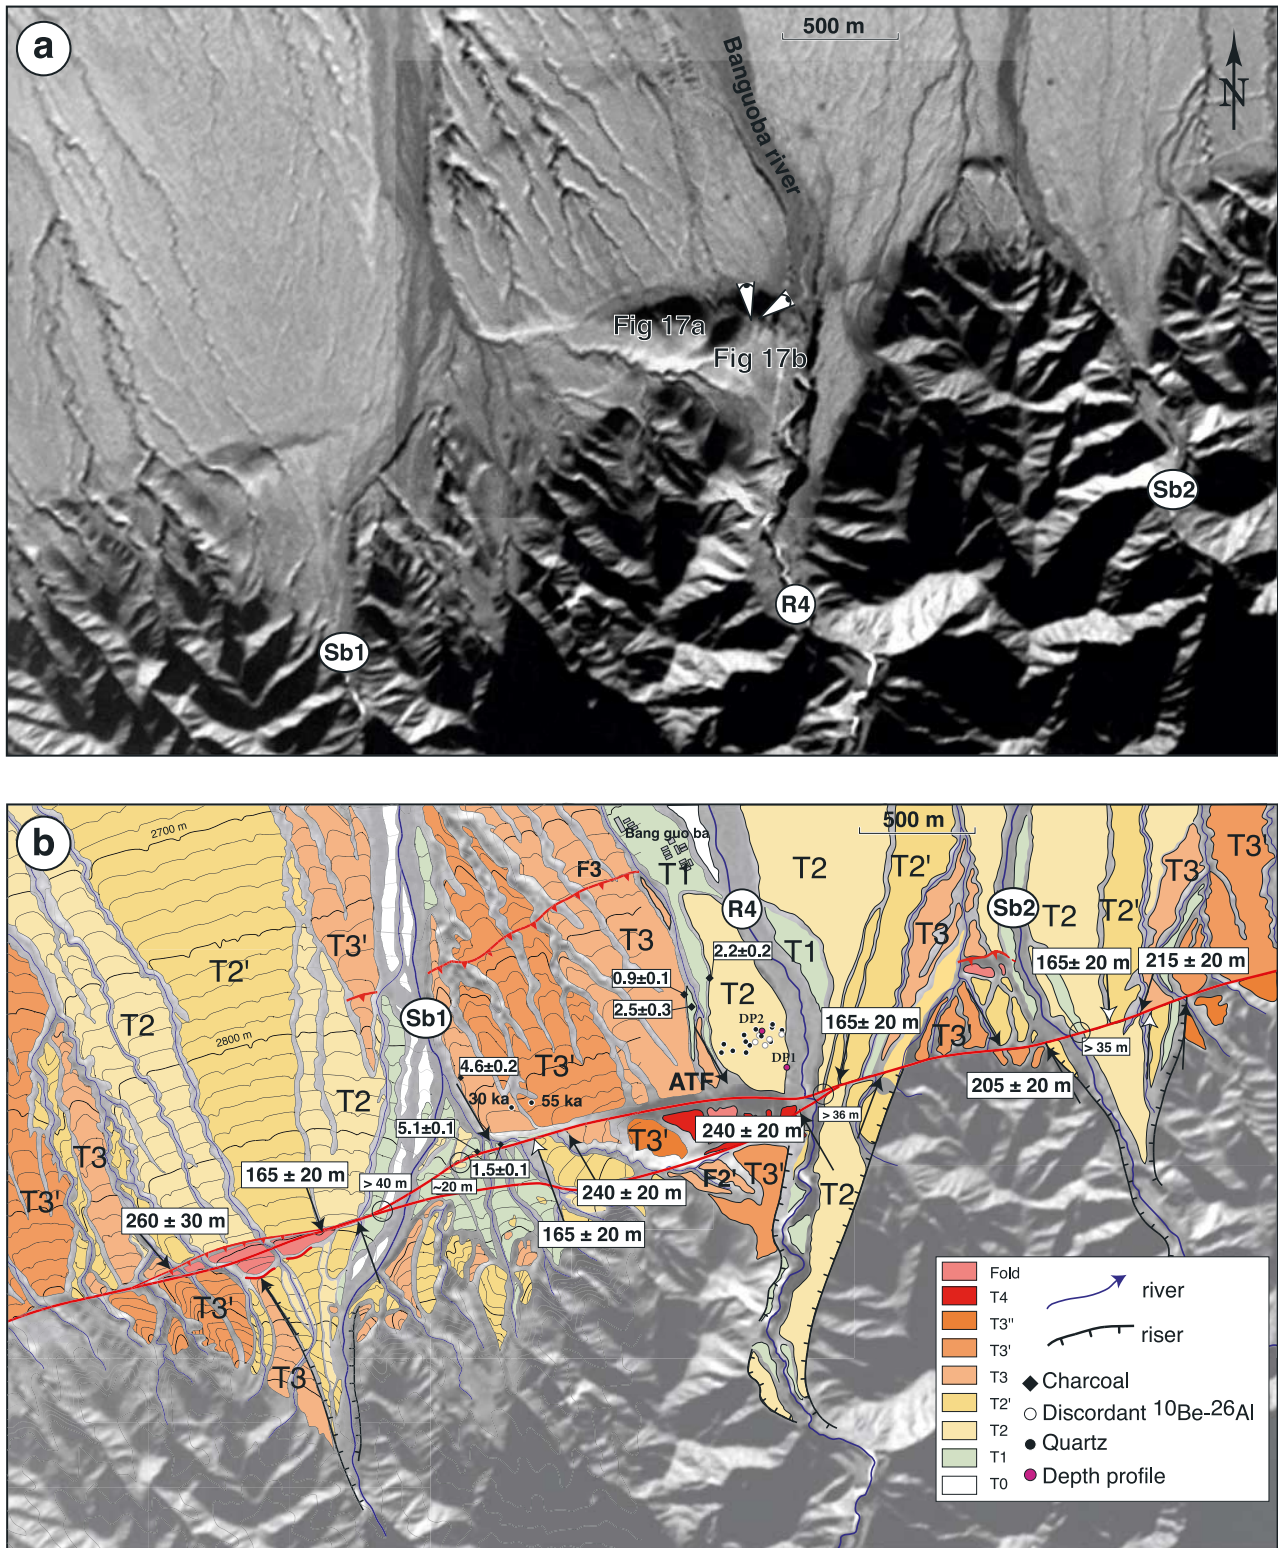 a
500 m
N
Banguoba river
Fig 17a
Fig 17b
Sb2
R4
Sb1
b
500 m
2700 m
Bang guo ba
T3'
T2
T2'
F3
T1
T3'
T3
R4
Sb2
T3
T2
T2'
T3'
T3
T2'
T2
2.2±0.2
T1
165± 20 m
215 ± 20 m
0.9±0.1
2.5±0.3
T2
Sb1
DP2
165± 20 m
2800 m
T3'
> 35 m
4.6±0.2
T3'
DP1
ATF
205 ± 20 m
T2
30 ka
55 ka
> 36 m
5.1±0.1
240 ± 20 m
T3'
T3
1.5±0.1
165 ± 20 m
> 40 m
~20 m
F2'
T3'
T3'
240 ± 20 m
T2
260 ± 30 m
165 ± 20 m
T3'
T3
Fold
T4
T3"
T3'
T3
T2'
T2
T1
T0
river
riser
Charcoal
Discordant 10Be-26Al
Quartz
Depth profile